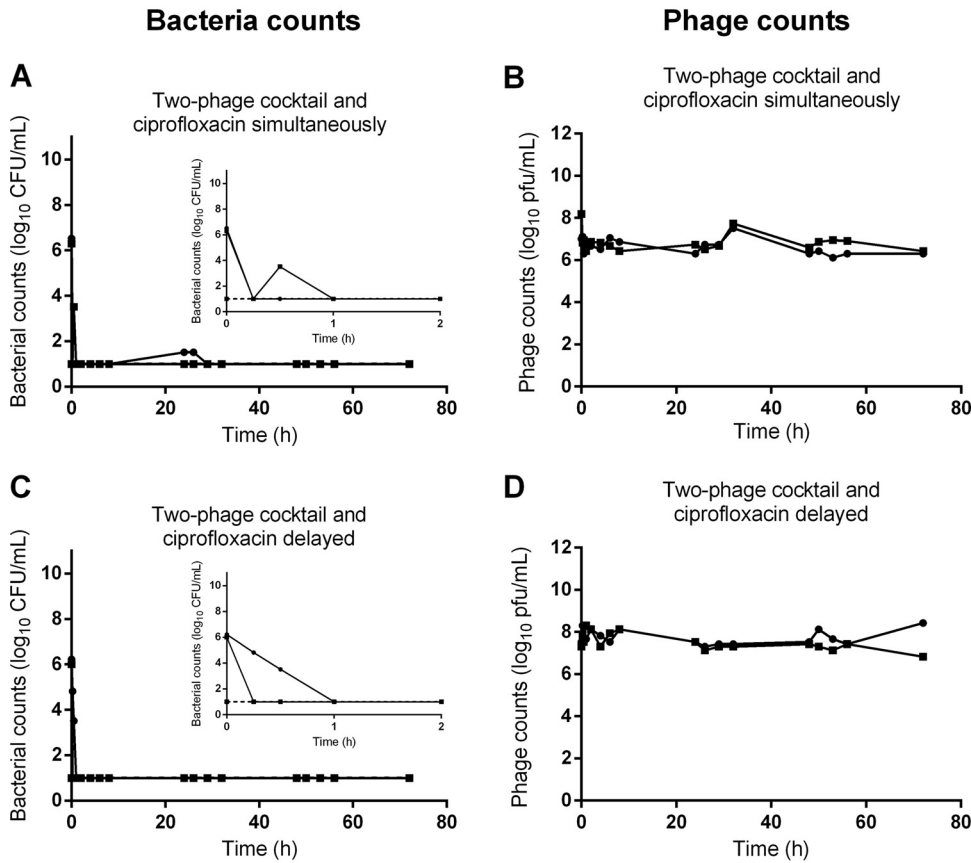 Bacteria counts
Phage counts
A
Two-phage cocktail and
ciprofloxacin simultaneously
Bacterial counts (log10 CFU/mL)
10
8
6
4
2
0
0 20 40 60 80
Time (h)
Bacterial counts (log10 CFU/mL)
10
8
6
4
2
0
0 1 2
Time (h)
B
Two-phage cocktail and
ciprofloxacin simultaneously
Phage counts (log10 pfu/mL)
12
10
8
6
4
2
0
0 20 40 60 80
Time (h)
C
Two-phage cocktail and
ciprofloxacin delayed
Bacterial counts (log10 CFU/mL)
10
8
6
4
2
0
0 20 40 60 80
Time (h)
Bacterial counts (log10 CFU/mL)
10
8
6
4
2
0
0 1 2
Time (h)
D
Two-phage cocktail and
ciprofloxacin delayed
Phage counts (log10 pfu/mL)
12
10
8
6
4
2
0
0 20 40 60 80
Time (h)